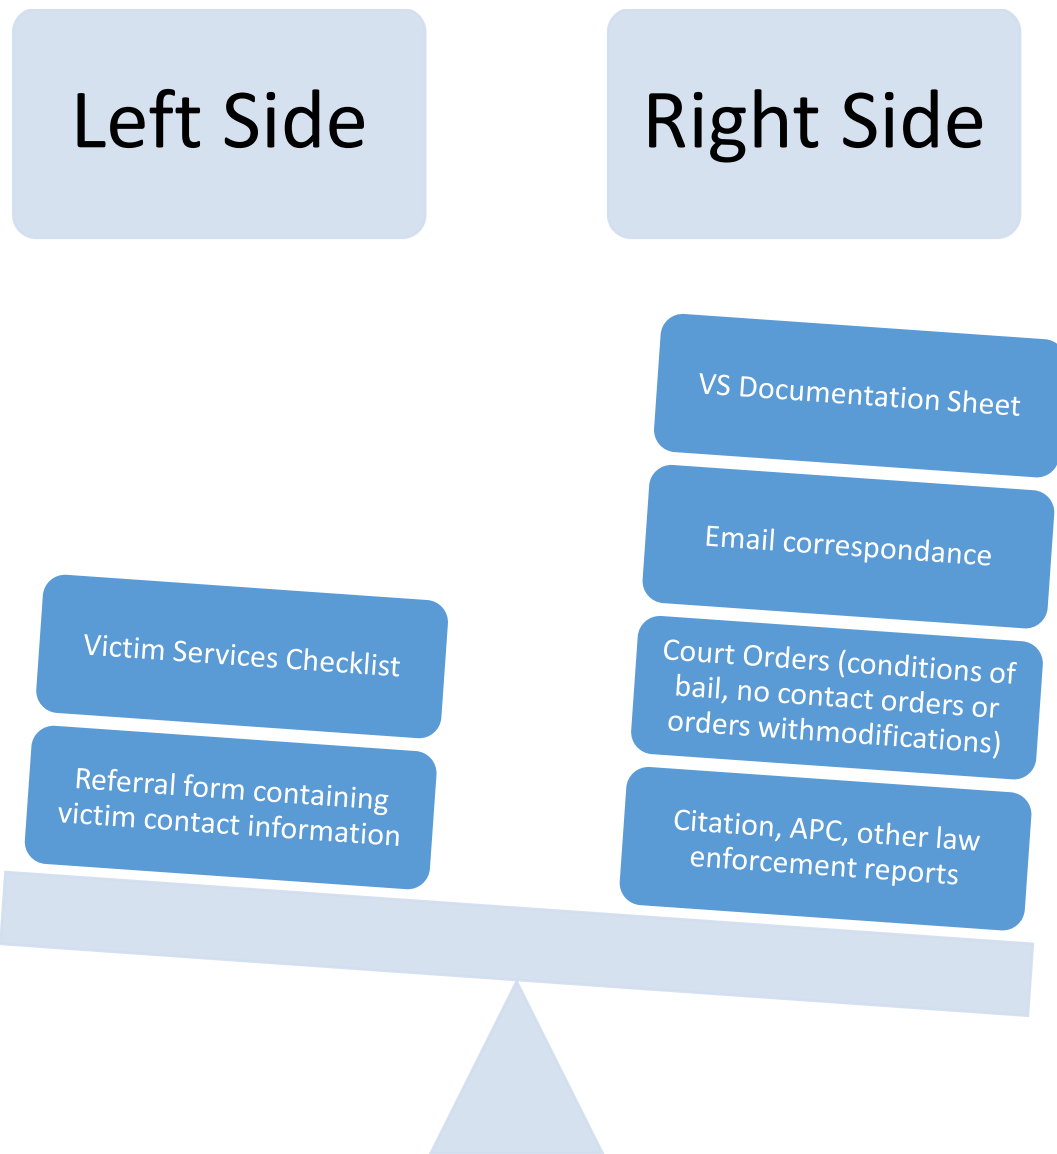 Left Side
Right Side
Victim Services Checklist
Referral form containing
victim contact information
VS Documentation Sheet
Email correspondance
Court Orders (conditions of
bail, no contact orders or
orders withmodifications)
Citation, APC, other law
enforcement reports